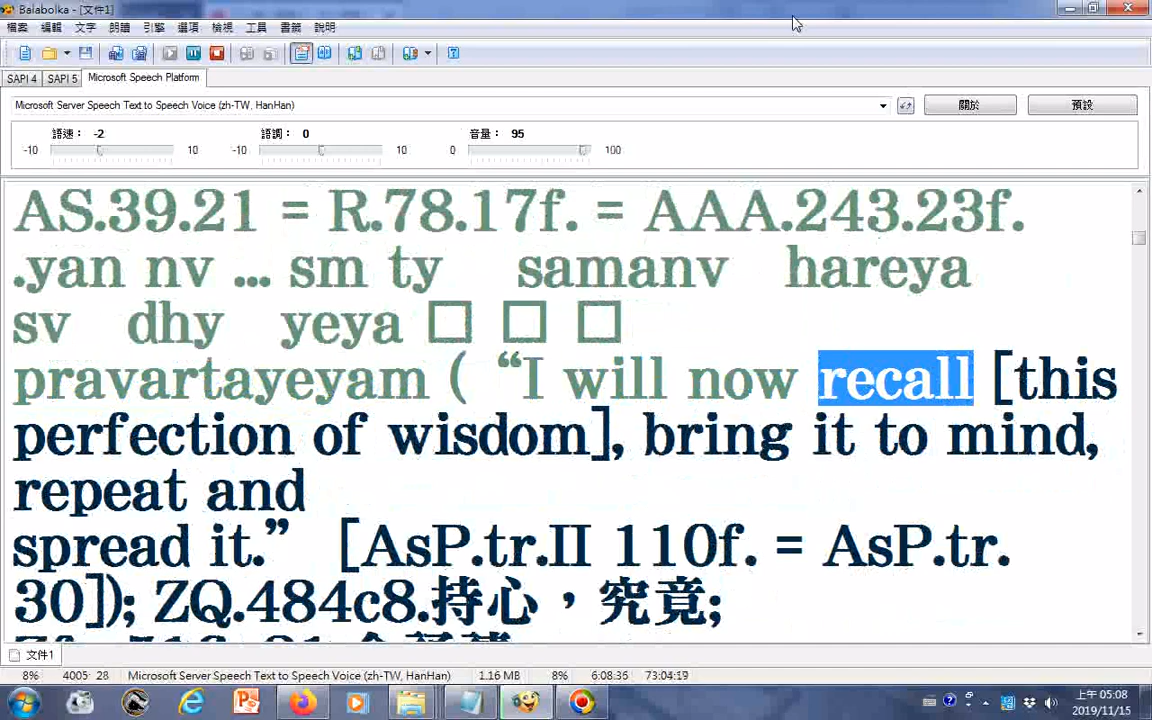 Balabolka - [文件1]
檔案 編輯 文字 朗讀 引擎 選項 檢視 工具 書籤 說明
SAPI 4 SAPI 5 Microsoft Speech Platform
Microsoft Server Speech Text to Speech Voice (zh-TW, HanHan) 關於 預設
語速： -2 語調： 0 音量： 95
-10 10 -10 10 0 100
AS.39.21 = R.78.17f. = AAA.243.23f.
.yan nv ... sm ty samanv hareya
sv dhy yeya □ □ □
pravartayeyam (“I will now recall [this
perfection of wisdom], bring it to mind,
repeat and
spread it.” [AsP.tr.II 110f. = AsP.tr.
30]); ZQ.484c8.持心，究竟;
文件1
8% 4005: 28 Microsoft Server Speech Text to Speech Voice (zh-TW, HanHan) 1.16 MB 8% 6:08:35 73:04:19
上午 05:08
2019/11/15